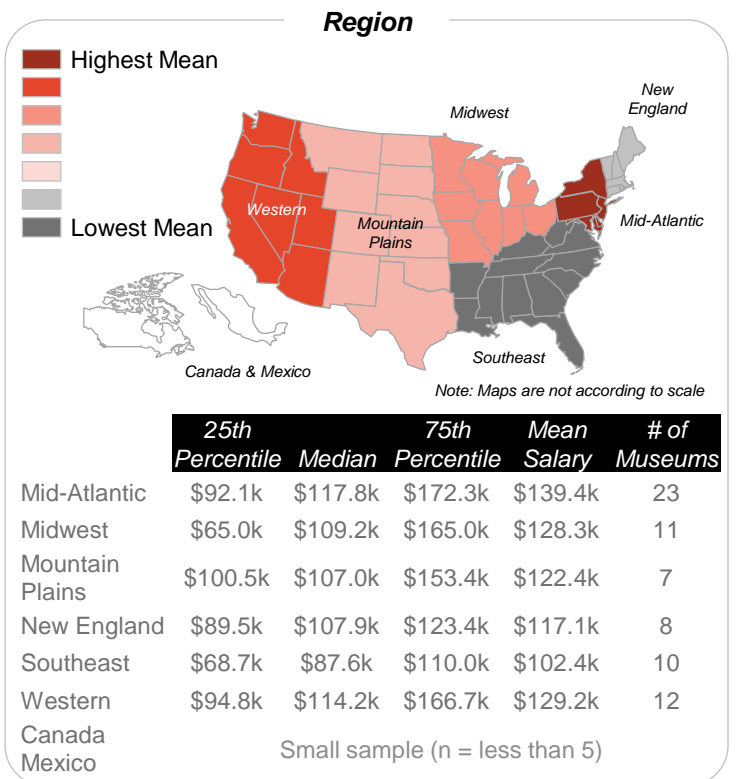 Region
Highest Mean
New
England
Midwest
Western
Mountain
Plains
Mid-Atlantic
Lowest Mean
Southeast
Canada & Mexico
Note: Maps are not according to scale
25th Percentile Median 75th Percentile Mean Salary # of Museums
Mid-Atlantic $92.1k $117.8k $172.3k $139.4k 23
Midwest $65.0k $109.2k $165.0k $128.3k 11
Mountain Plains $100.5k $107.0k $153.4k $122.4k 7
New England $89.5k $107.9k $123.4k $117.1k 8
Southeast $68.7k $87.6k $110.0k $102.4k 10
Western $94.8k $114.2k $166.7k $129.2k 12
Canada Mexico Small sample (n = less than 5)